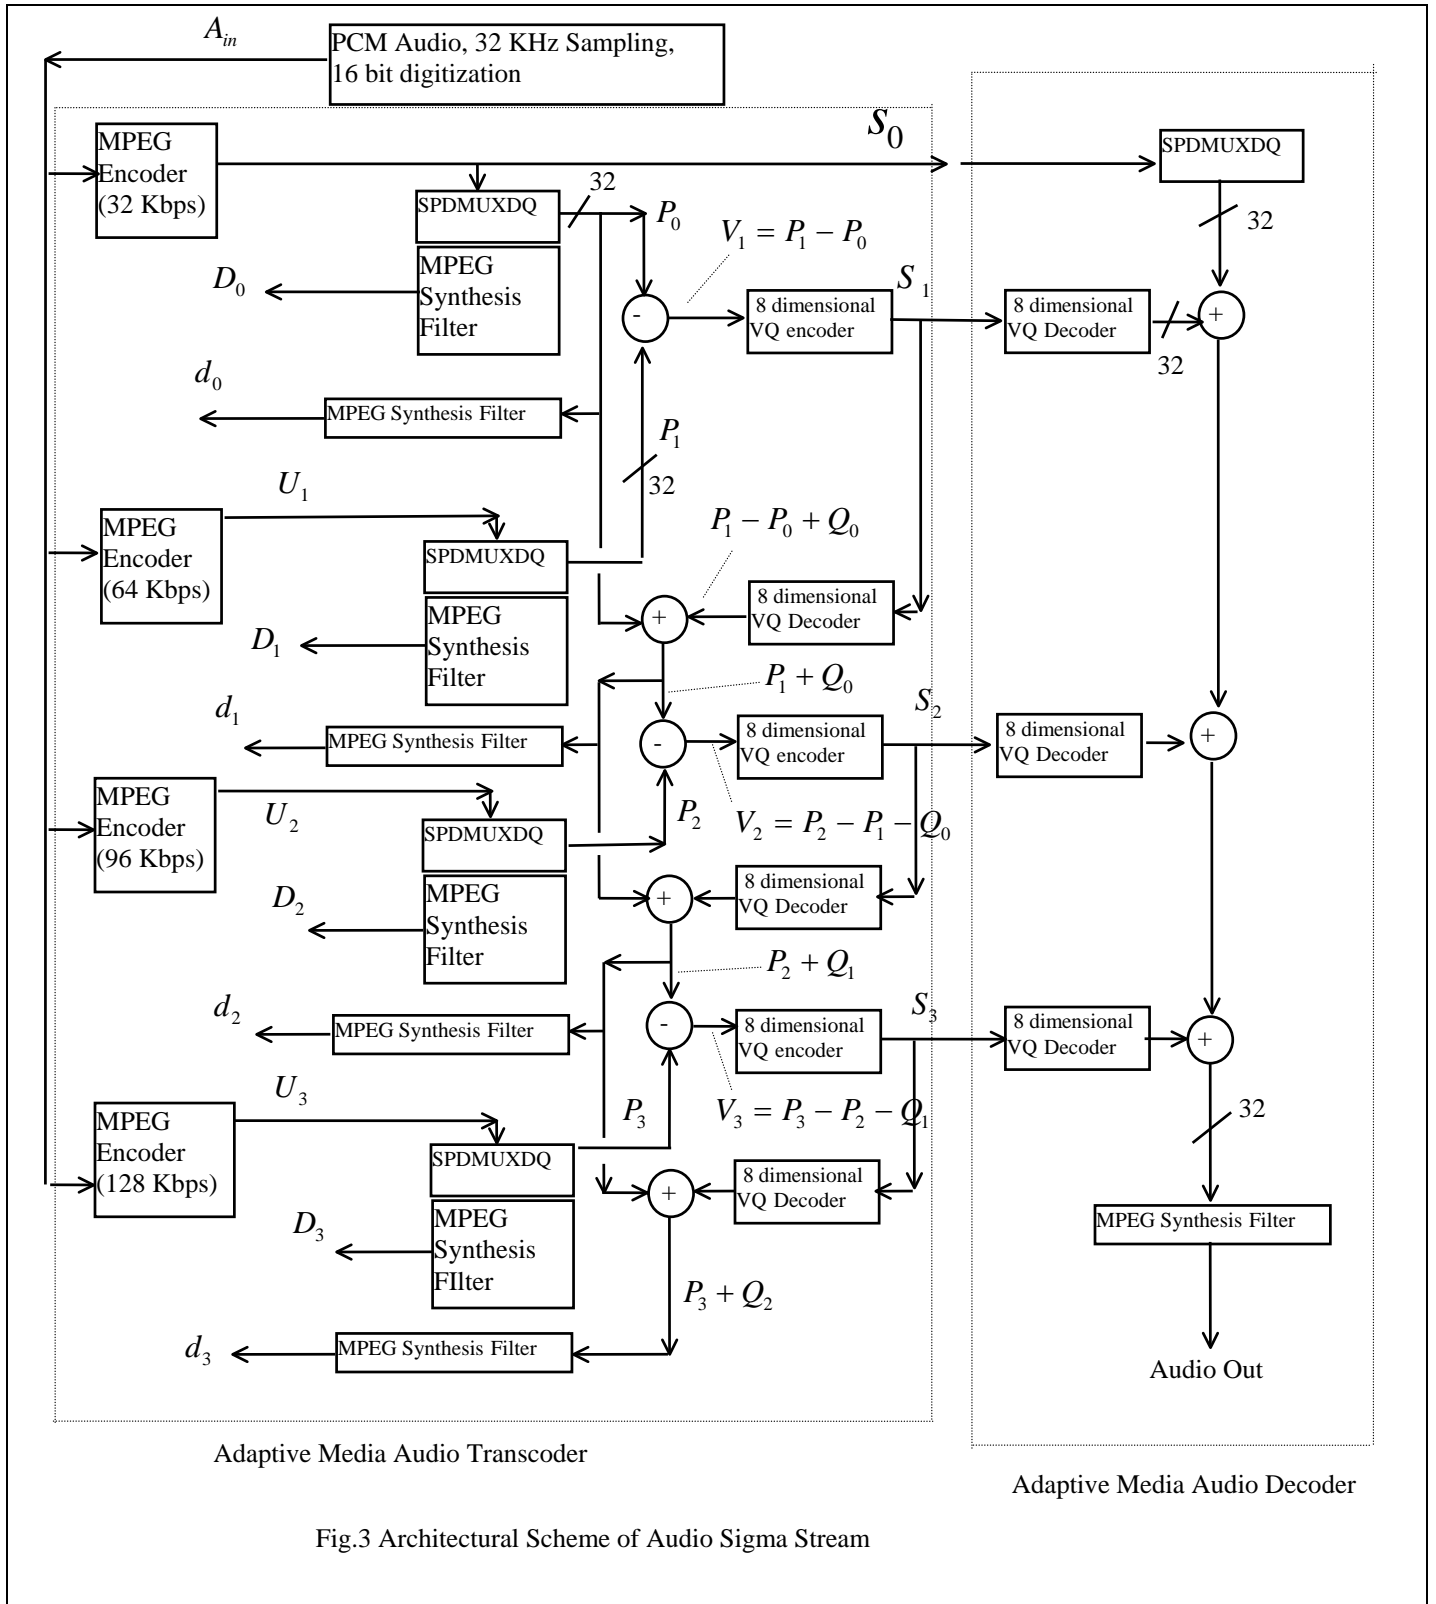 A_in
PCM Audio, 32 KHz Sampling,
16 bit digitization
S_0
MPEG
Encoder
(32 Kbps)
SPDMUXDQ
32
P_0
V_1 = P_1 − P_0
SPDMUXDQ
32
D_0
MPEG
Synthesis
Filter
-
8 dimensional
VQ encoder
S_1
8 dimensional
VQ Decoder
32
+
d_0
MPEG Synthesis Filter
P_1
32
U_1
MPEG
Encoder
(64 Kbps)
SPDMUXDQ
P_1 − P_0 + Q_0
D_1
MPEG
Synthesis
Filter
+
8 dimensional
VQ Decoder
P_1 + Q_0
d_1
MPEG Synthesis Filter
-
8 dimensional
VQ encoder
S_2
8 dimensional
VQ Decoder
+
MPEG
Encoder
(96 Kbps)
U_2
SPDMUXDQ
P_2
V_2 = P_2 − P_1 − Q_0
D_2
MPEG
Synthesis
Filter
+
8 dimensional
VQ Decoder
P_2 + Q_1
d_2
MPEG Synthesis Filter
-
8 dimensional
VQ encoder
S_3
8 dimensional
VQ Decoder
+
U_3
MPEG
Encoder
(128 Kbps)
SPDMUXDQ
P_3
V_3 = P_3 − P_2 − Q_1
32
D_3
MPEG
Synthesis
FIlter
+
8 dimensional
VQ Decoder
MPEG Synthesis Filter
P_3 + Q_2
d_3
MPEG Synthesis Filter
Audio Out
Adaptive Media Audio Transcoder
Adaptive Media Audio Decoder
Fig.3 Architectural Scheme of Audio Sigma Stream